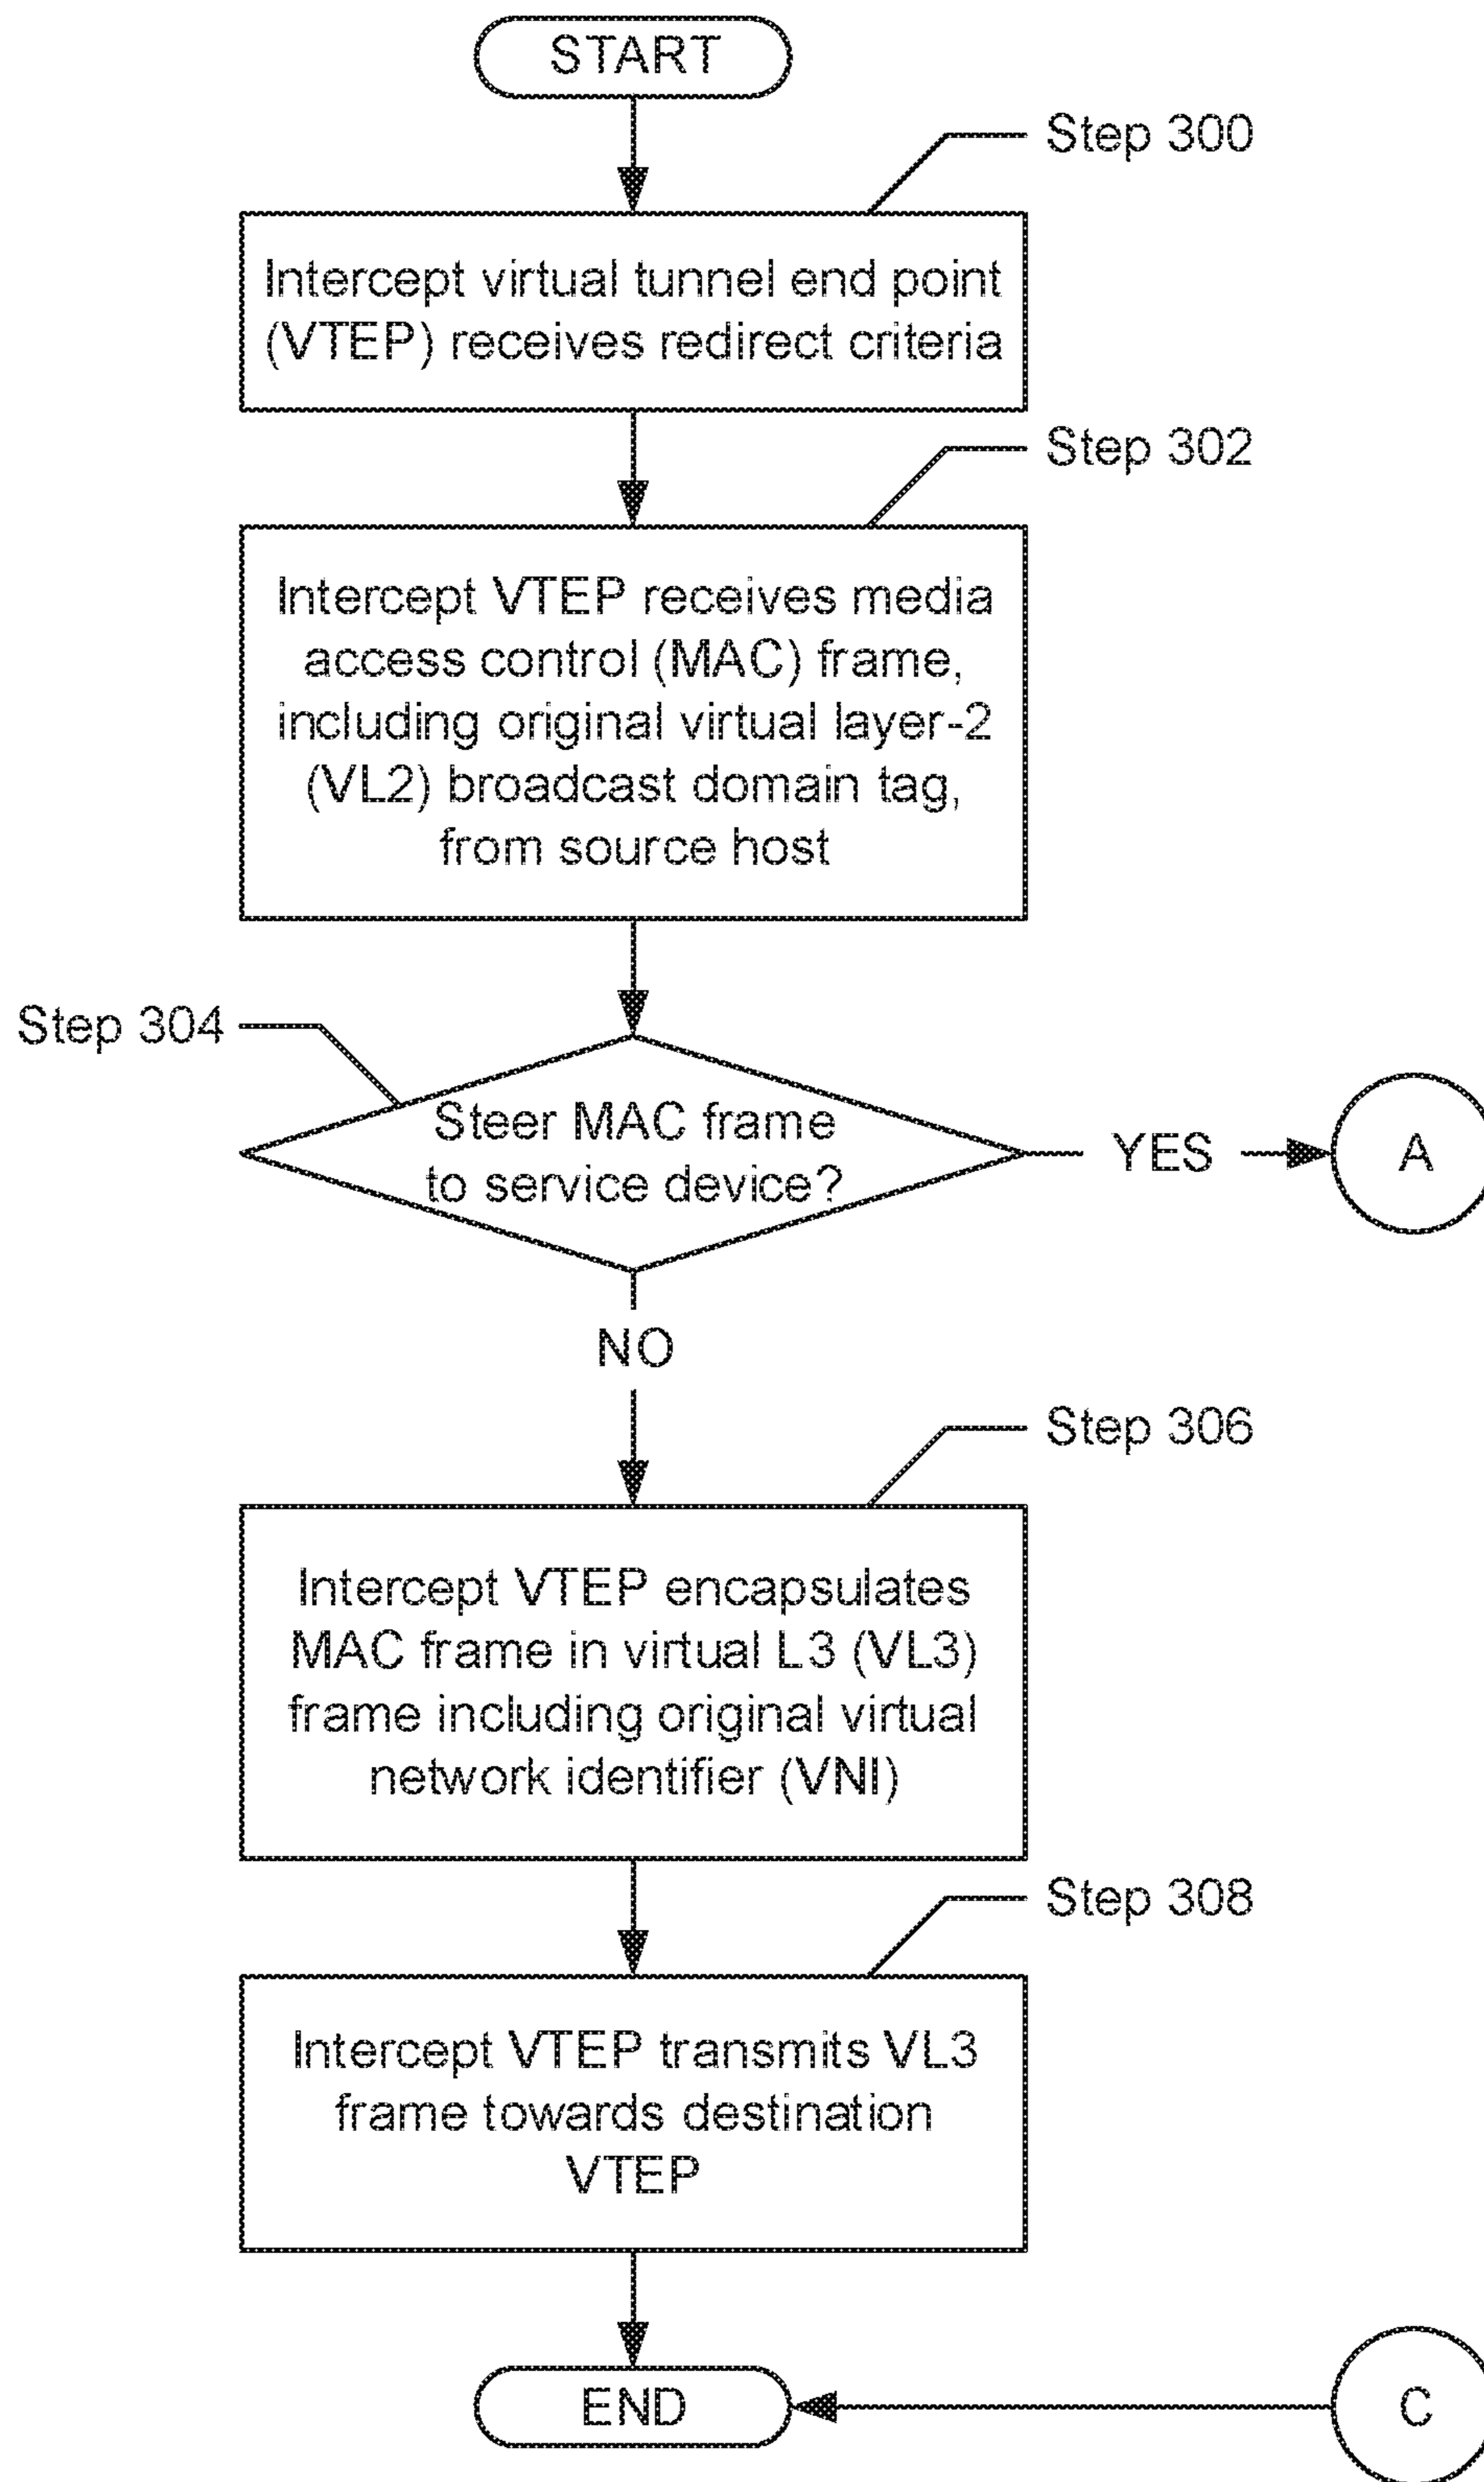 START
Step 300
Intercept virtual tunnel end point
(VTEP) receives redirect criteria
Step 302
Intercept VTEP receives media
access control (MAC) frame,
including original virtual layer-2
(VL2) broadcast domain tag,
from source host
Step 304
Steer MAC frame
to service device?
YES
A
NO
Step 306
Intercept VTEP encapsulates
MAC frame in virtual L3 (VL3)
frame including original virtual
network identifier (VNI)
Step 308
Intercept VTEP transmits VL3
frame towards destination
VTEP
END
C